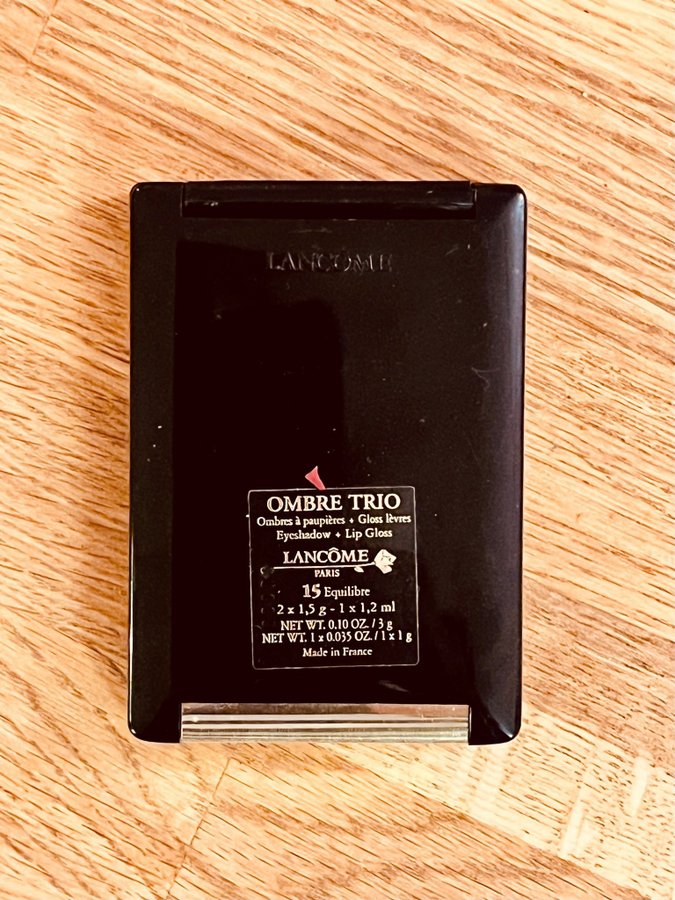 LANCÔME
OMBRE TRIO
Ombres à paupières + Gloss lèvres
Eyeshadow + Lip Gloss
LANCÔME
PARIS
15 Equilibre
2 x 1,5 g - 1 x 1,2 ml
NET WT. 0.10 OZ. / 3 g
NET WT. 1 x 0.035 OZ. / 1 x 1 g
Made in France